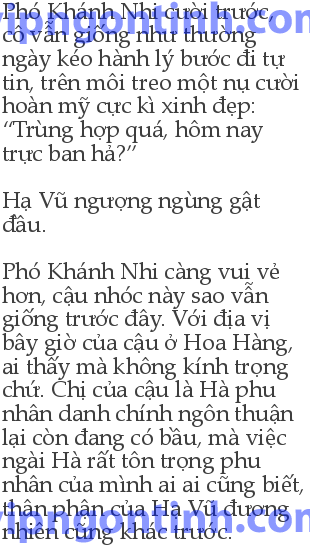 Phó Khánh Nhi cười trước,
cô vẫn giống như thường
ngày kéo hành lý bước đi tự
tin, trên môi treo một nụ cười
hoàn mỹ cực kì xinh đẹp:
“Trùng hợp quá, hôm nay
trực ban hả?”
Hạ Vũ ngượng ngùng gật
đầu.
Phó Khánh Nhi càng vui vẻ
hơn, cậu nhóc này sao vẫn
giống trước đây. Với địa vị
bây giờ của cậu ở Hoa Hàng,
ai thấy mà không kính trọng
chứ. Chị của cậu là Hà phu
nhân danh chính ngôn thuận
lại còn đang có bầu, mà việc
ngài Hà rất tôn trọng phu
nhân của mình ai ai cũng biết,
thân phận của Hạ Vũ đương
nhiên cũng khác trước.